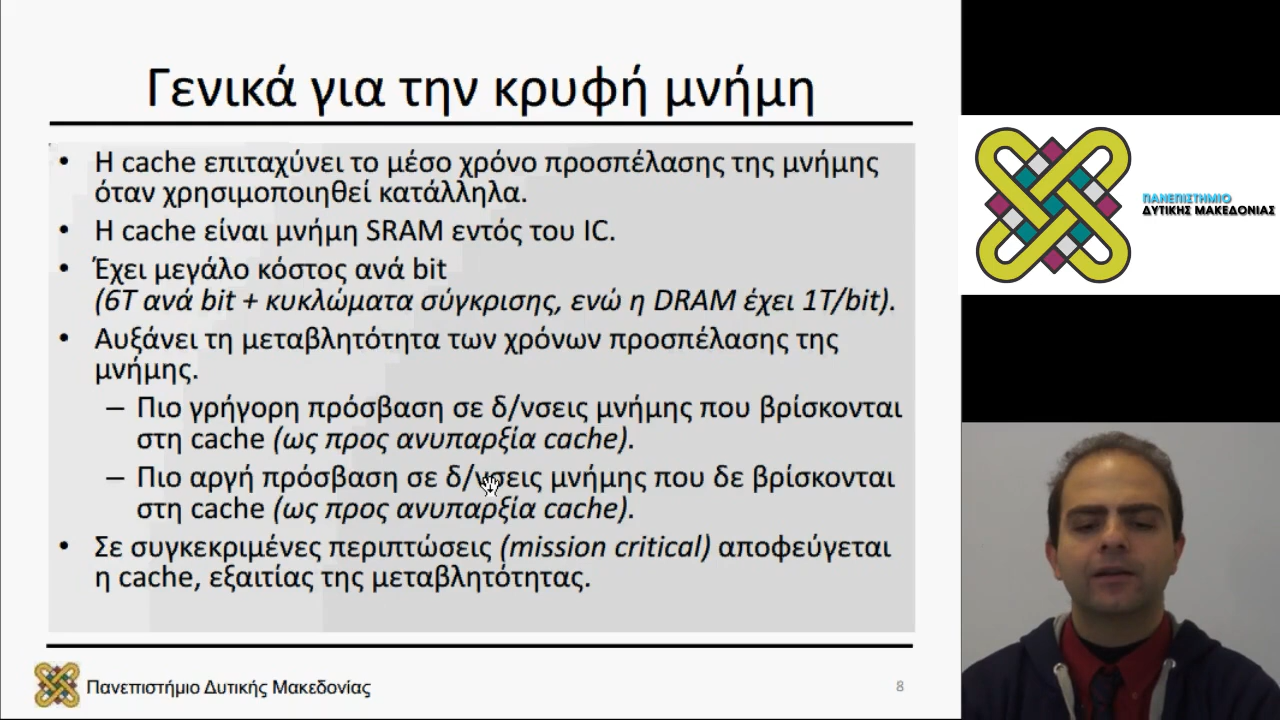 Γενικά για την κρυφή μνήμη
• Η cache επιταχύνει το μέσο χρόνο προσπέλασης της μνήμης
όταν χρησιμοποιηθεί κατάλληλα.
• Η cache είναι μνήμη SRAM εντός του IC.
• Έχει μεγάλο κόστος ανά bit
(6T ανά bit + κυκλώματα σύγκρισης, ενώ η DRAM έχει 1T/bit).
• Αυξάνει τη μεταβλητότητα των χρόνων προσπέλασης της
μνήμης.
– Πιο γρήγορη πρόσβαση σε δ/νσεις μνήμης που βρίσκονται
στη cache (ως προς ανυπαρξία cache).
– Πιο αργή πρόσβαση σε δ/νσεις μνήμης που δε βρίσκονται
στη cache (ως προς ανυπαρξία cache).
• Σε συγκεκριμένες περιπτώσεις (mission critical) αποφεύγεται
η cache, εξαιτίας της μεταβλητότητας.
Πανεπιστήμιο Δυτικής Μακεδονίας
8
ΠΑΝΕΠΙΣΤΗΜΙΟ
ΔΥΤΙΚΗΣ ΜΑΚΕΔΟΝΙΑΣ